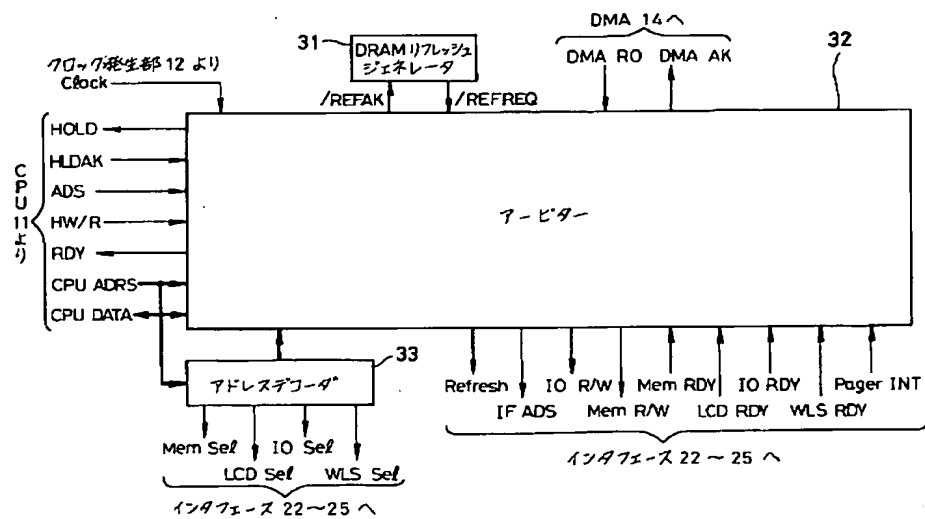 DMA 14へ
31
DRAMリフレッシュ
ジェネレータ
DMA RO
DMA AK
32
クロック発生部 12 より
Clock
/REFAK
/REFREQ
CPU 11より
HOLD
HLDAK
ADS
HW/R
RDY
CPU ADRS
CPU DATA
アービター
33
アドレスデコーダ
Mem Sel
IO Sel
LCD Sel
WLS Sel
インタフェース 22〜25 へ
Refresh
IO R/W
Mem RDY
IO RDY
Pager INT
IF ADS
Mem R/W
LCD RDY
WLS RDY
インタフェース 22〜25 へ